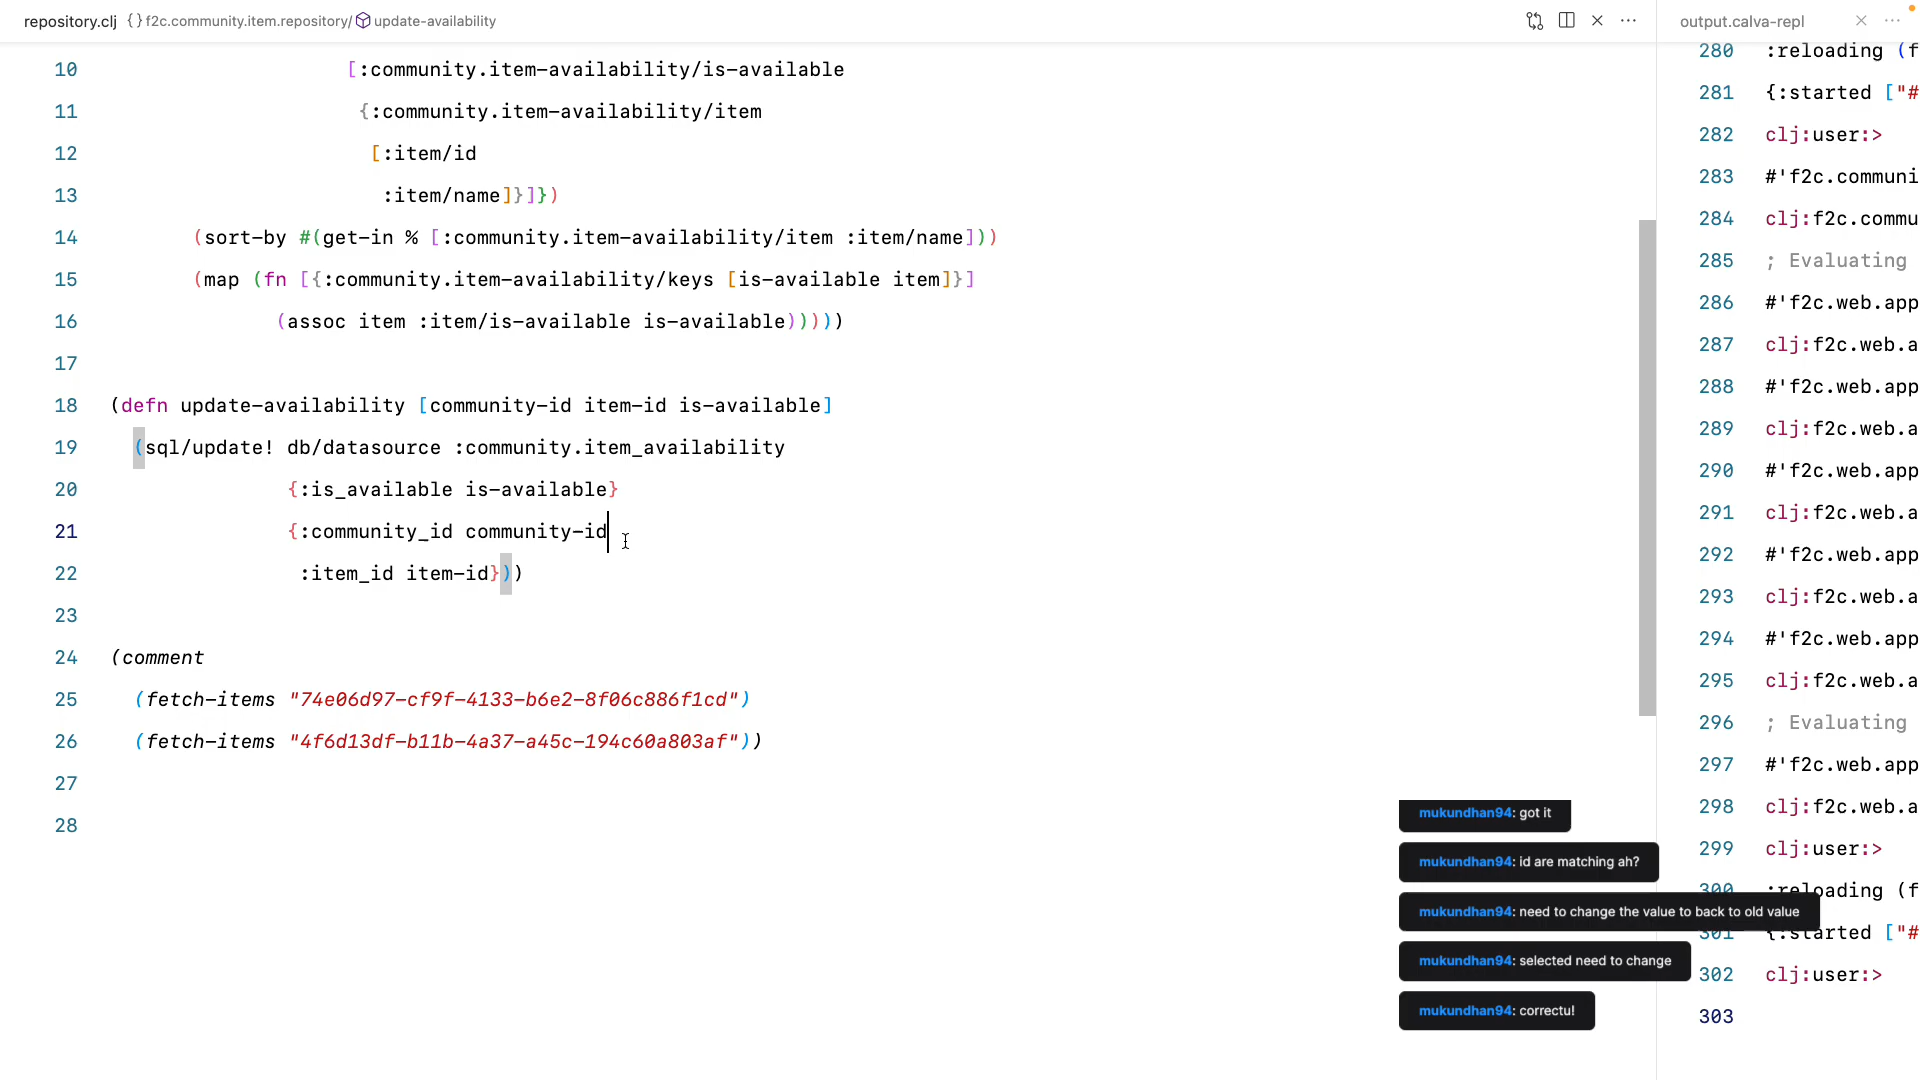 repository.clj {} f2c.community.item.repository/ update-availability
10 [:community.item-availability/is-available
11 {:community.item-availability/item
12 [:item/id
13 :item/name]}]})
14 (sort-by #(get-in % [:community.item-availability/item :item/name]))
15 (map (fn [{:community.item-availability/keys [is-available item]}]
16 (assoc item :item/is-available is-available)))))
17
18 (defn update-availability [community-id item-id is-available]
19 (sql/update! db/datasource :community.item_availability
20 {:is_available is-available}
21 {:community_id community-id
22 :item_id item-id}))
23
24 (comment
25 (fetch-items "74e06d97-cf9f-4133-b6e2-8f06c886f1cd")
26 (fetch-items "4f6d13df-b11b-4a37-a45c-194c60a803af"))
27
28
output.calva-repl
280 :reloading (f
281 {:started ["#
282 clj:user:>
283 #'f2c.communi
284 clj:f2c.commu
285 ; Evaluating
286 #'f2c.web.app
287 clj:f2c.web.a
288 #'f2c.web.app
289 clj:f2c.web.a
290 #'f2c.web.app
291 clj:f2c.web.a
292 #'f2c.web.app
293 clj:f2c.web.a
294 #'f2c.web.app
295 clj:f2c.web.a
296 ; Evaluating
297 #'f2c.web.app
298 clj:f2c.web.a
299 clj:user:>
300 :reloading (f
301 {:started ["#
302 clj:user:>
303
mukundhan94: got it
mukundhan94: id are matching ah?
mukundhan94: need to change the value to back to old value
mukundhan94: selected need to change
mukundhan94: correctu!